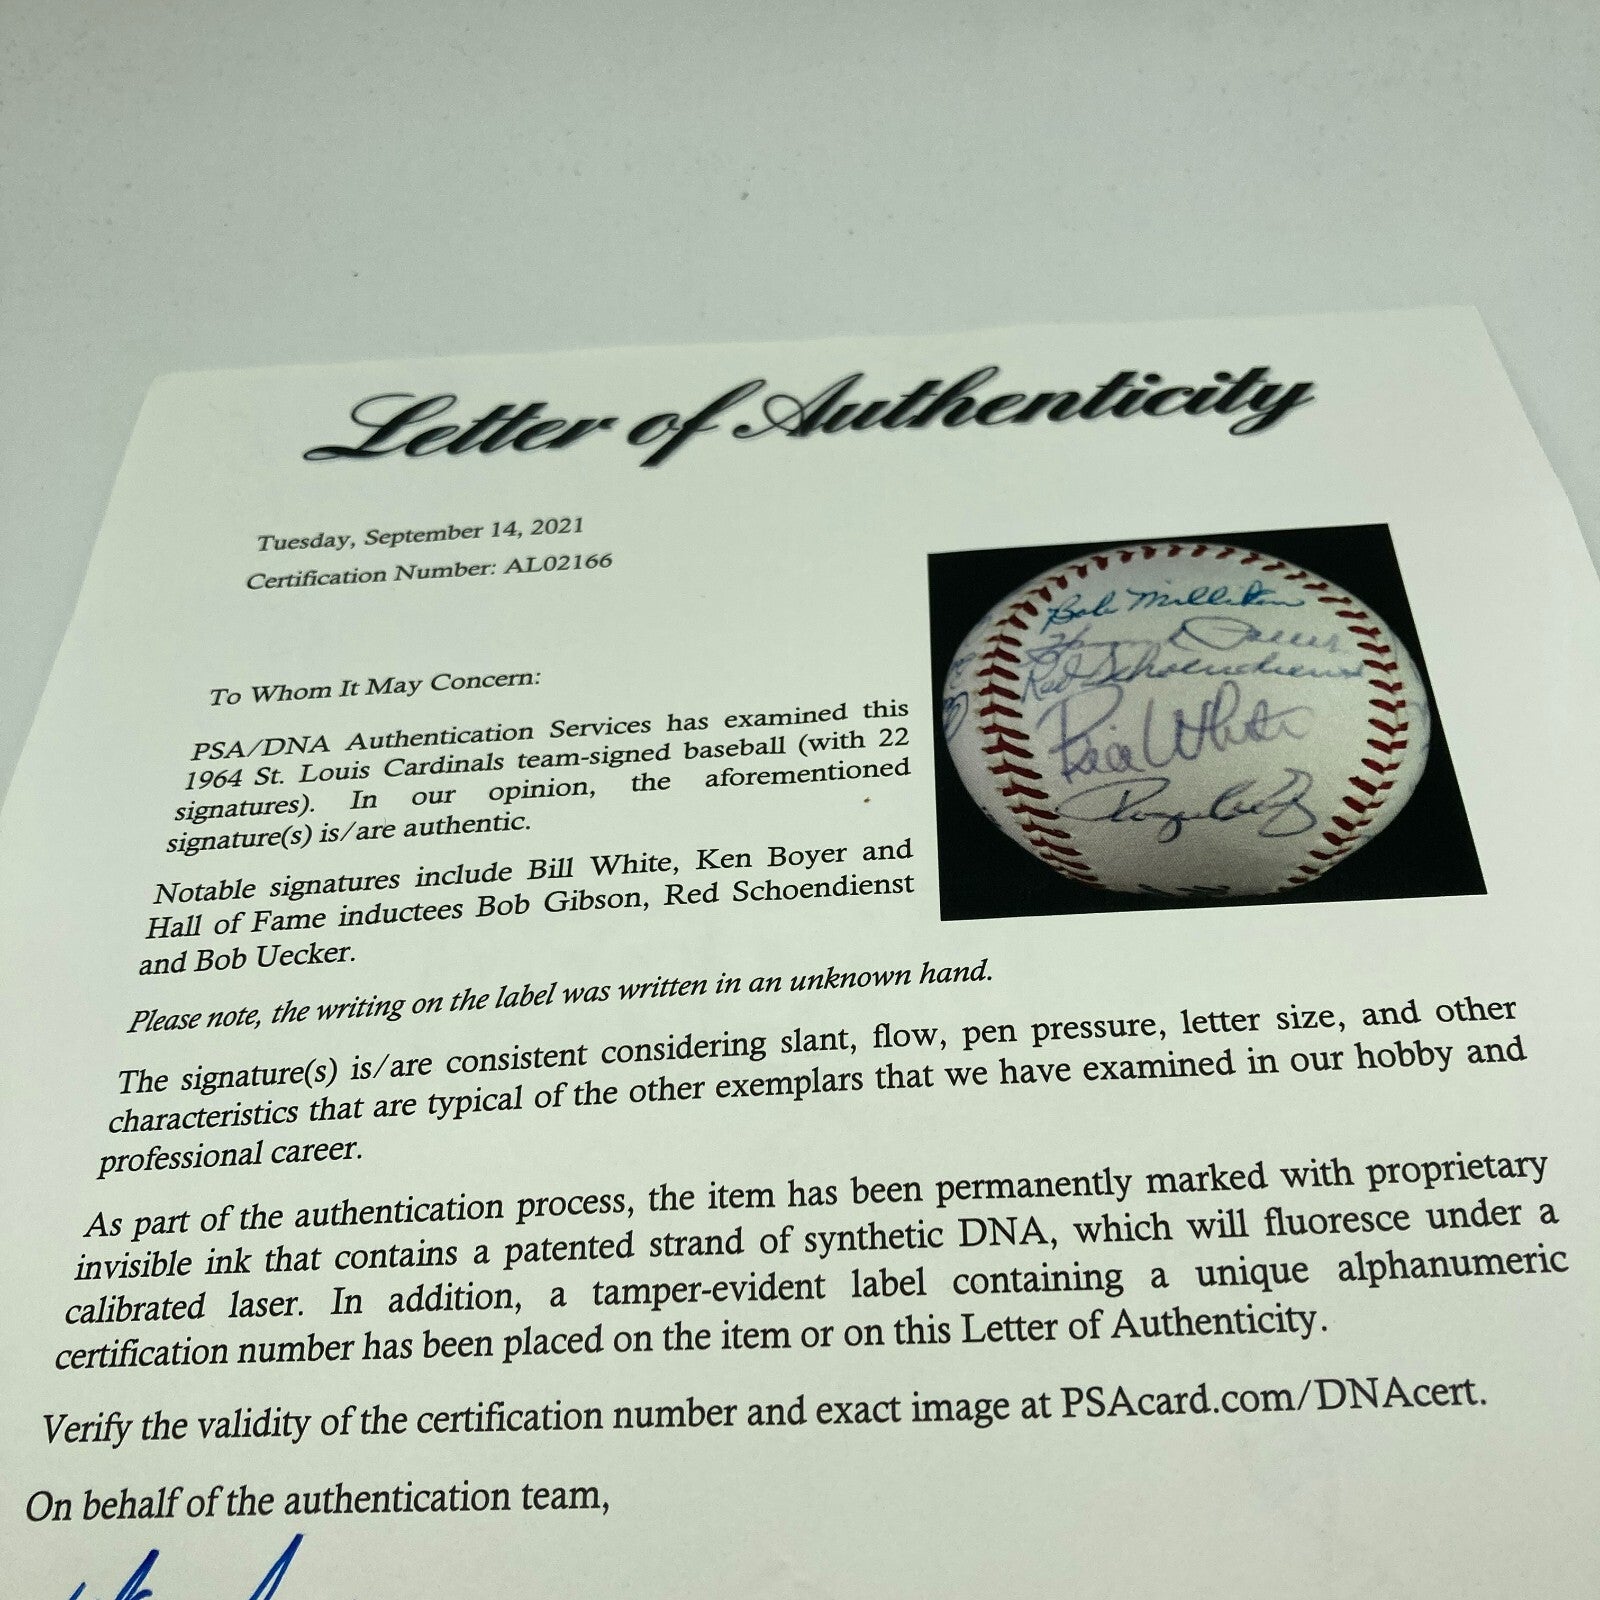 Letter of Authenticity
Tuesday, September 14, 2021
Certification Number: AL02166
To Whom It May Concern:
PSA/DNA Authentication Services has examined this
1964 St. Louis Cardinals team-signed baseball (with 22
signatures). In our opinion, the aforementioned
signature(s) is/are authentic.
Notable signatures include Bill White, Ken Boyer and
Hall of Fame inductees Bob Gibson, Red Schoendienst
and Bob Uecker.
Please note, the writing on the label was written in an unknown hand.
The signature(s) is/are consistent considering slant, flow, pen pressure, letter size, and other
characteristics that are typical of the other exemplars that we have examined in our hobby and
professional career.
As part of the authentication process, the item has been permanently marked with proprietary
invisible ink that contains a patented strand of synthetic DNA, which will fluoresce under a
calibrated laser. In addition, a tamper-evident label containing a unique alphanumeric
certification number has been placed on the item or on this Letter of Authenticity.
Verify the validity of the certification number and exact image at PSAcard.com/DNAcert.
On behalf of the authentication team,
Bob Milliken
Red Schoendienst
Bill White
Roger Craig